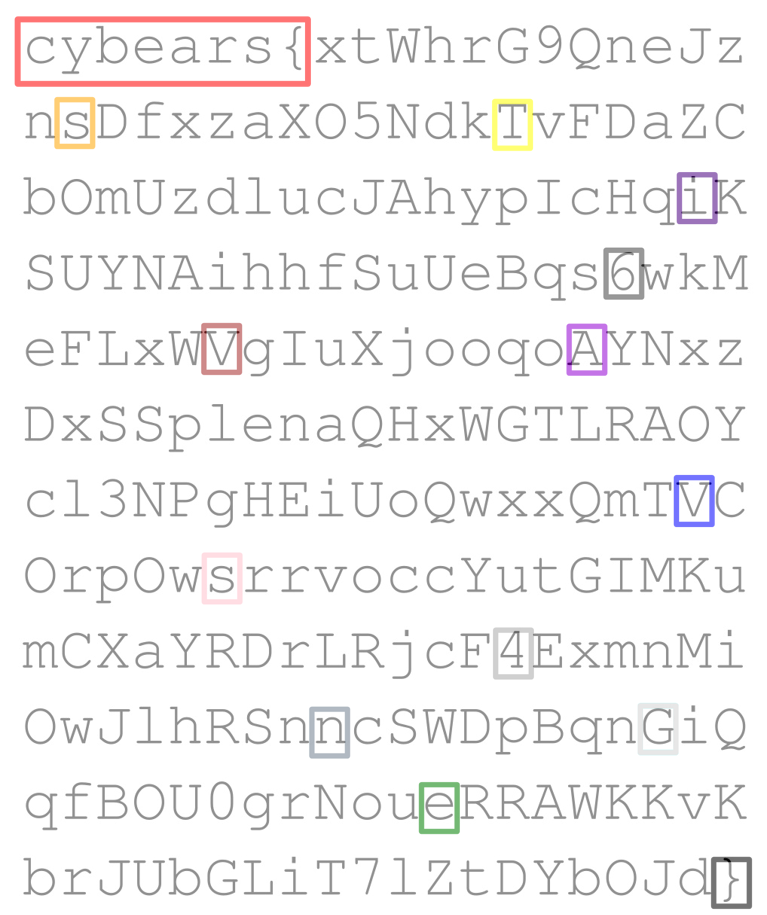 cybears{xtWhrG9QneJz
nsDfxzaXO5NdkTvFDaZC
bOmUzdlucJAhypIcHqiK
SUYNAihhfSuUeBqs6wkM
eFLxWVgIuXjooqoAYNxz
DxSSplenaQHxWGTLRAOY
cl3NPgHEiUoQwxxQmTVC
OrpOwsrrvoccYutGIMKu
mCXaYRDrLRjcF4ExmnMi
OwJlhRSnncSWDpBqnGiQ
qfBOU0grNoueRRAWKKvK
brJUbGLiT7lZtDYbOJd}